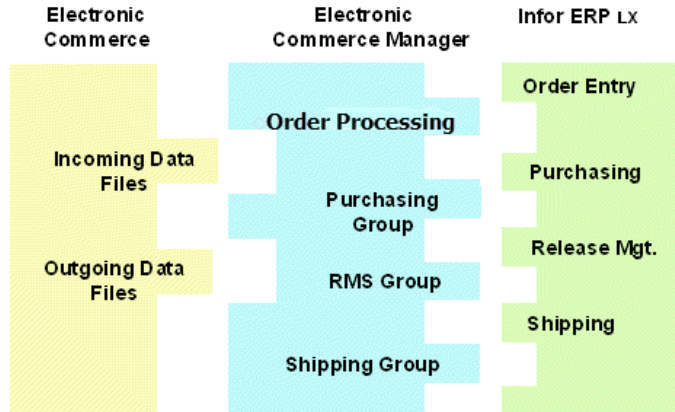 Electronic
Commerce
Electronic
Commerce Manager
Infor ERP LX
Incoming Data
Files
Outgoing Data
Files
Order Processing
Purchasing
Group
RMS Group
Shipping Group
Order Entry
Purchasing
Release Mgt.
Shipping